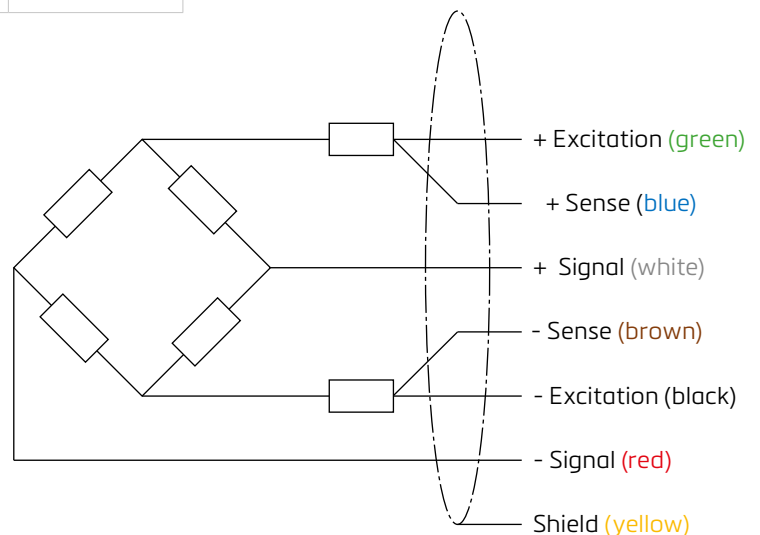 + Excitation (green)
+ Sense (blue)
+ Signal (white)
- Sense (brown)
- Excitation (black)
- Signal (red)
Shield (yellow)